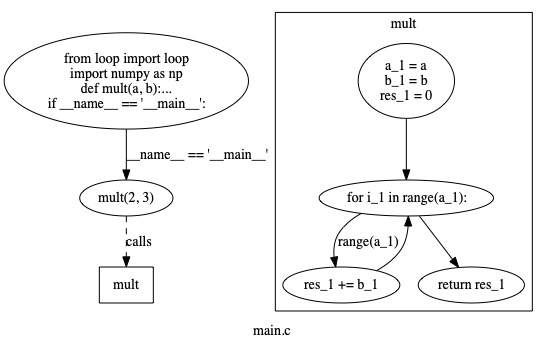 from loop import loop
import numpy as np
def mult(a, b):...
if __name__ == '__main__':
__name__ == '__main__'
mult(2, 3)
calls
mult
mult
a_1 = a
b_1 = b
res_1 = 0
for i_1 in range(a_1):
range(a_1)
res_1 += b_1
return res_1
main.c